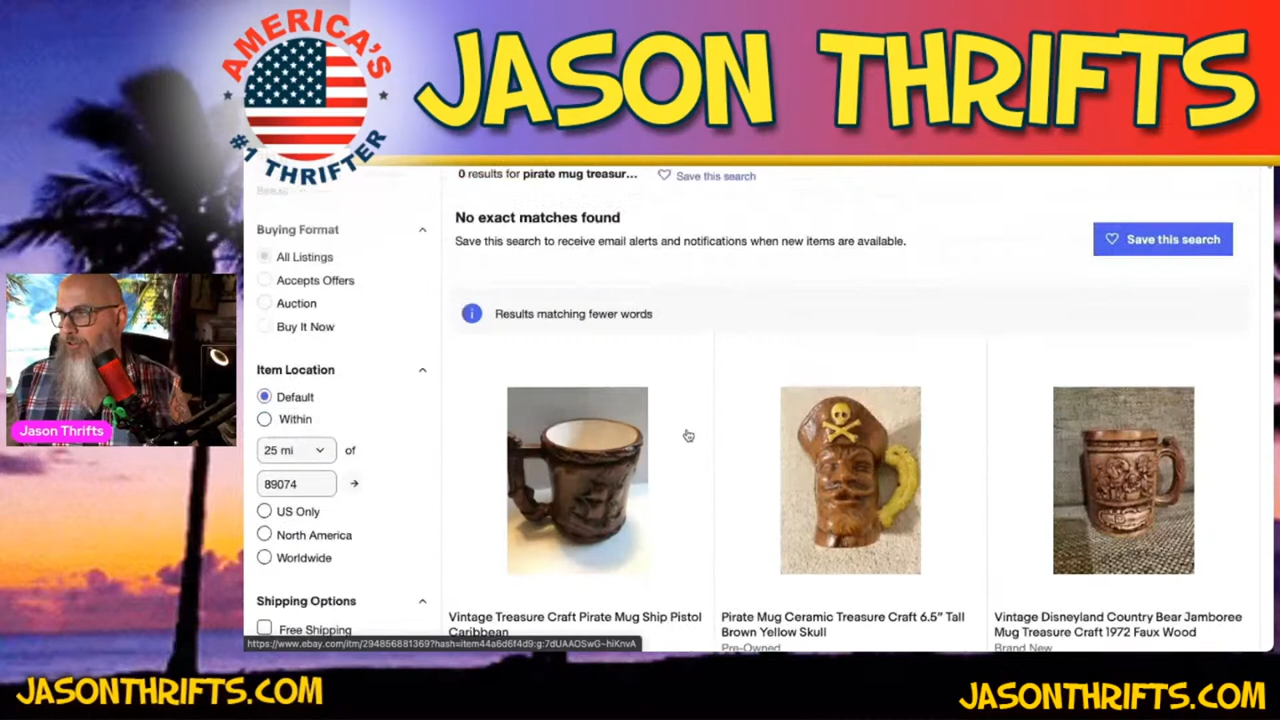 AMERICA'S
#1 THRIFTER
JASON THRIFTS
0 results for pirate mug treasur...
Save this search
No exact matches found
Save this search to receive email alerts and notifications when new items are available.
Save this search
Buying Format
All Listings
Accepts Offers
Auction
Buy It Now
Results matching fewer words
Item Location
Default
Within
25 mi
of
89074
US Only
North America
Worldwide
Shipping Options
Free Shipping
Jason Thrifts
Vintage Treasure Craft Pirate Mug Ship Pistol
Caribbean
Pirate Mug Ceramic Treasure Craft 6.5" Tall
Brown Yellow Skull
Pre-Owned
Vintage Disneyland Country Bear Jamboree
Mug Treasure Craft 1972 Faux Wood
Brand New
JASONTHRIFTS.COM
JASONTHRIFTS.COM